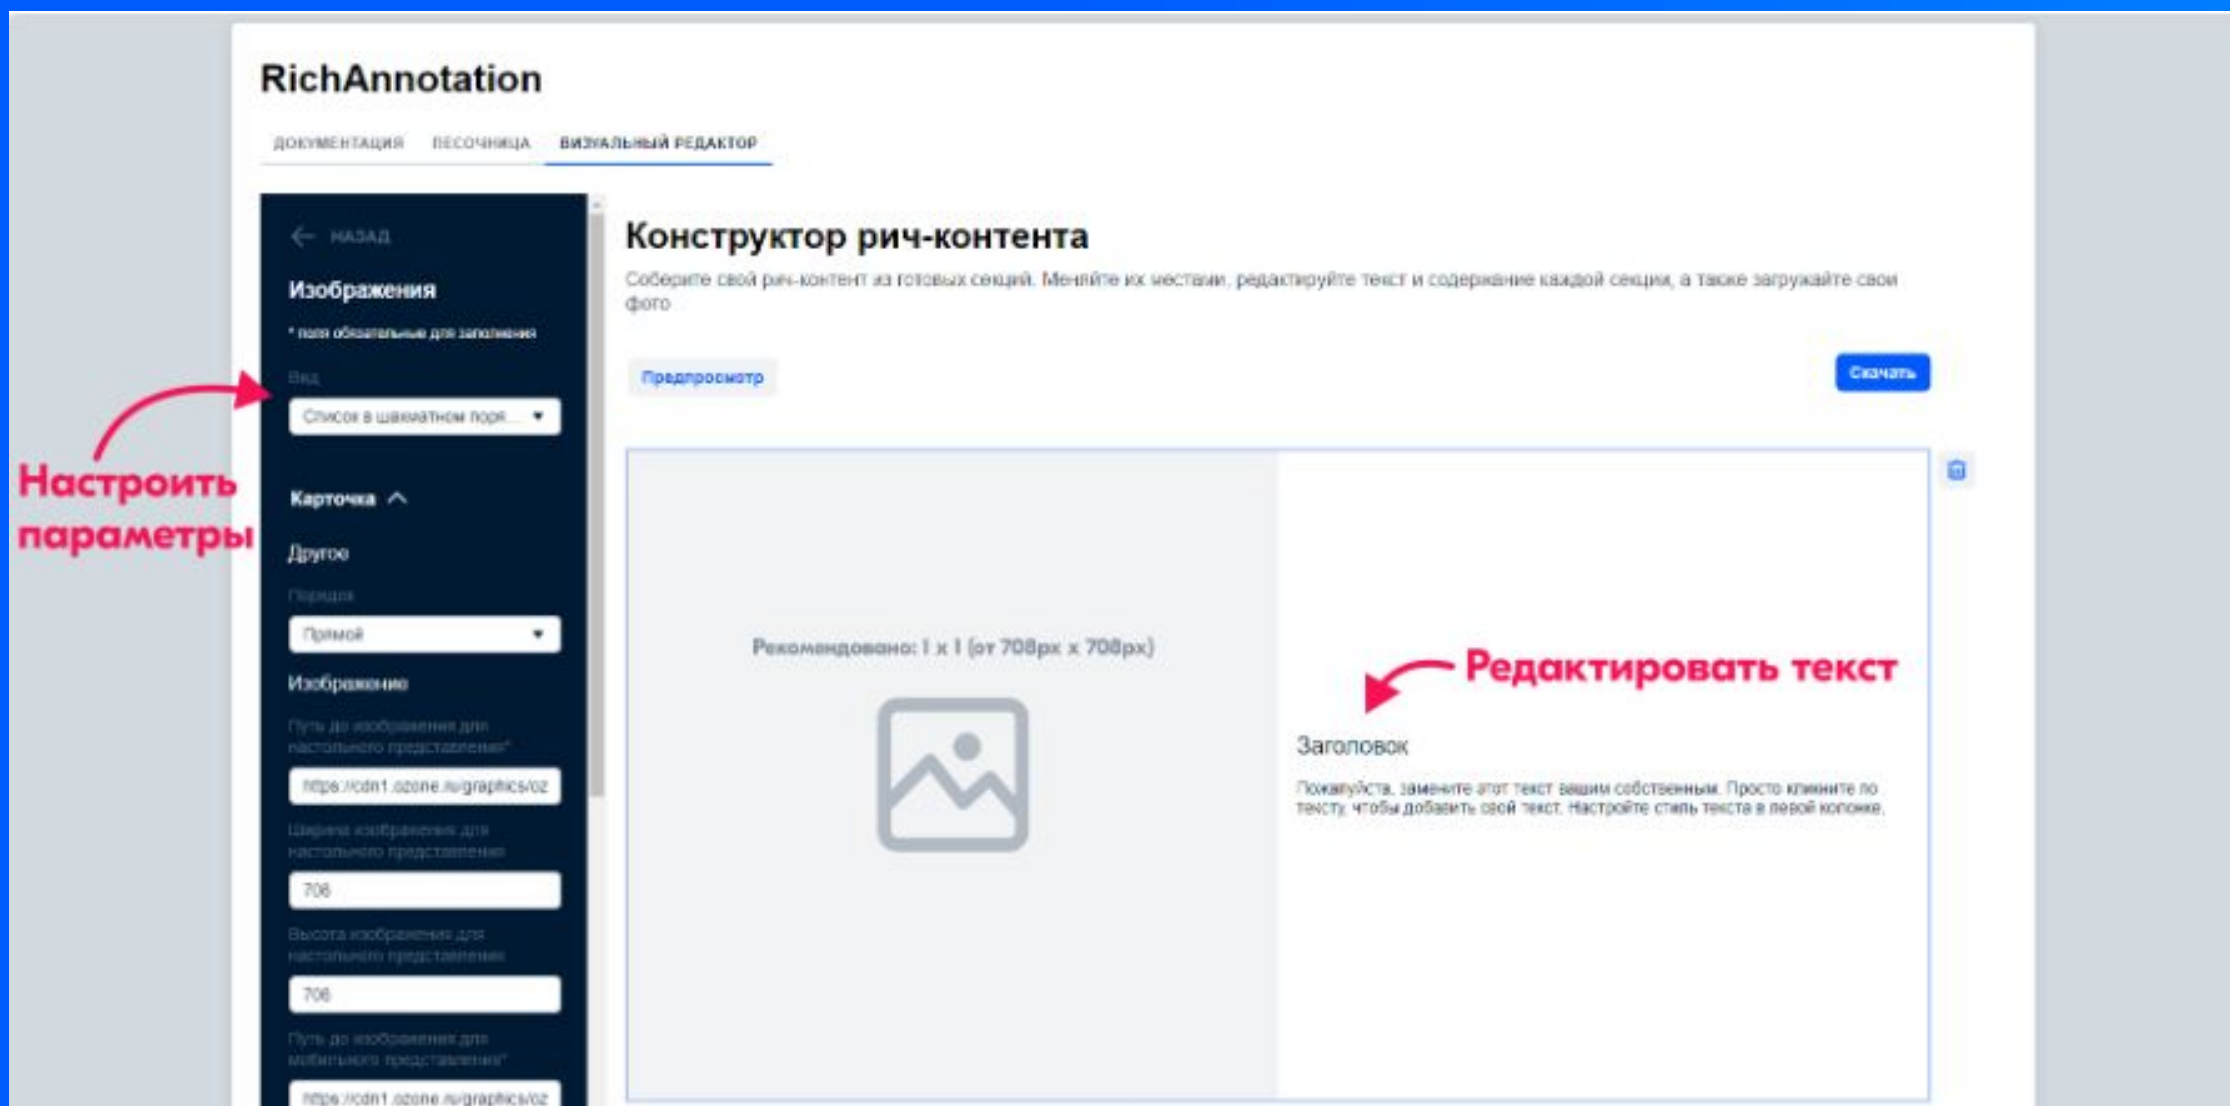 RichAnnotation
ДОКУМЕНТАЦИЯ ПЕСОЧНИЦА ВИЗУАЛЬНЫЙ РЕДАКТОР
НАЗАД
Изображения
* поля обязательные для заполнения
Вид
Список в шахматном поря...
Настроить
параметры
Карточка
Другое
Порядок
Прямой
Изображение
Путь до изображения для
настольного представления*
https://cdn1.ozone.ru/graphics/oz
Ширина изображения для
настольного представления
708
Высота изображения для
настольного представления
708
Путь до изображения для
мобильного представления*
https://cdn1.ozone.ru/graphics/oz
Конструктор рич-контента
Соберите свой рич-контент из готовых секций. Меняйте их местами, редактируйте текст и содержание каждой секции, а также загружайте свои
фото
Предпросмотр
Скачать
Рекомендовано: 1 x 1 (от 708px x 708px)
Редактировать текст
Заголовок
Пожалуйста, замените этот текст вашим собственным. Просто кликните по
тексту, чтобы добавить свой текст. Настройте стиль текста в левой колонке.